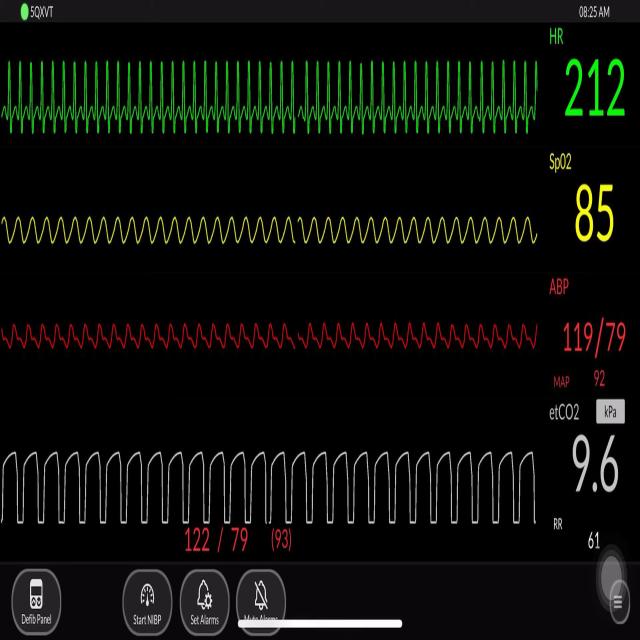 5QXVT
08:25 AM
HR
212
SpO2
85
ABP
119/79
MAP 92
etCO2 kPa
9.6
RR
61
122 / 79 (93)
Defib Panel
Start NIBP
Set Alarms
Mute Alarms